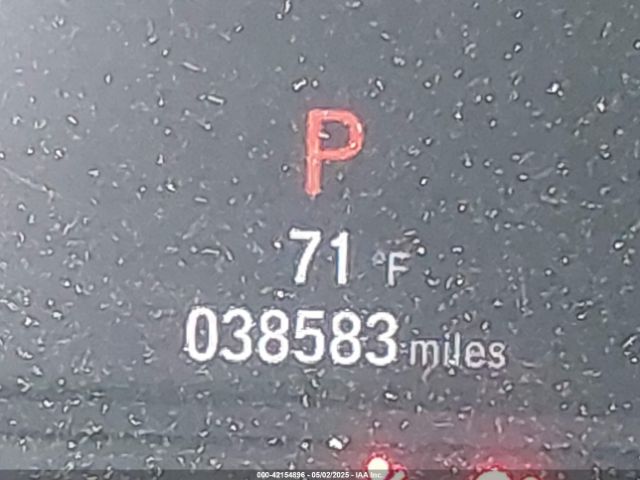 P
71 °F
038583 miles
000-42154896 - 05/02/2025 - IAA Inc.